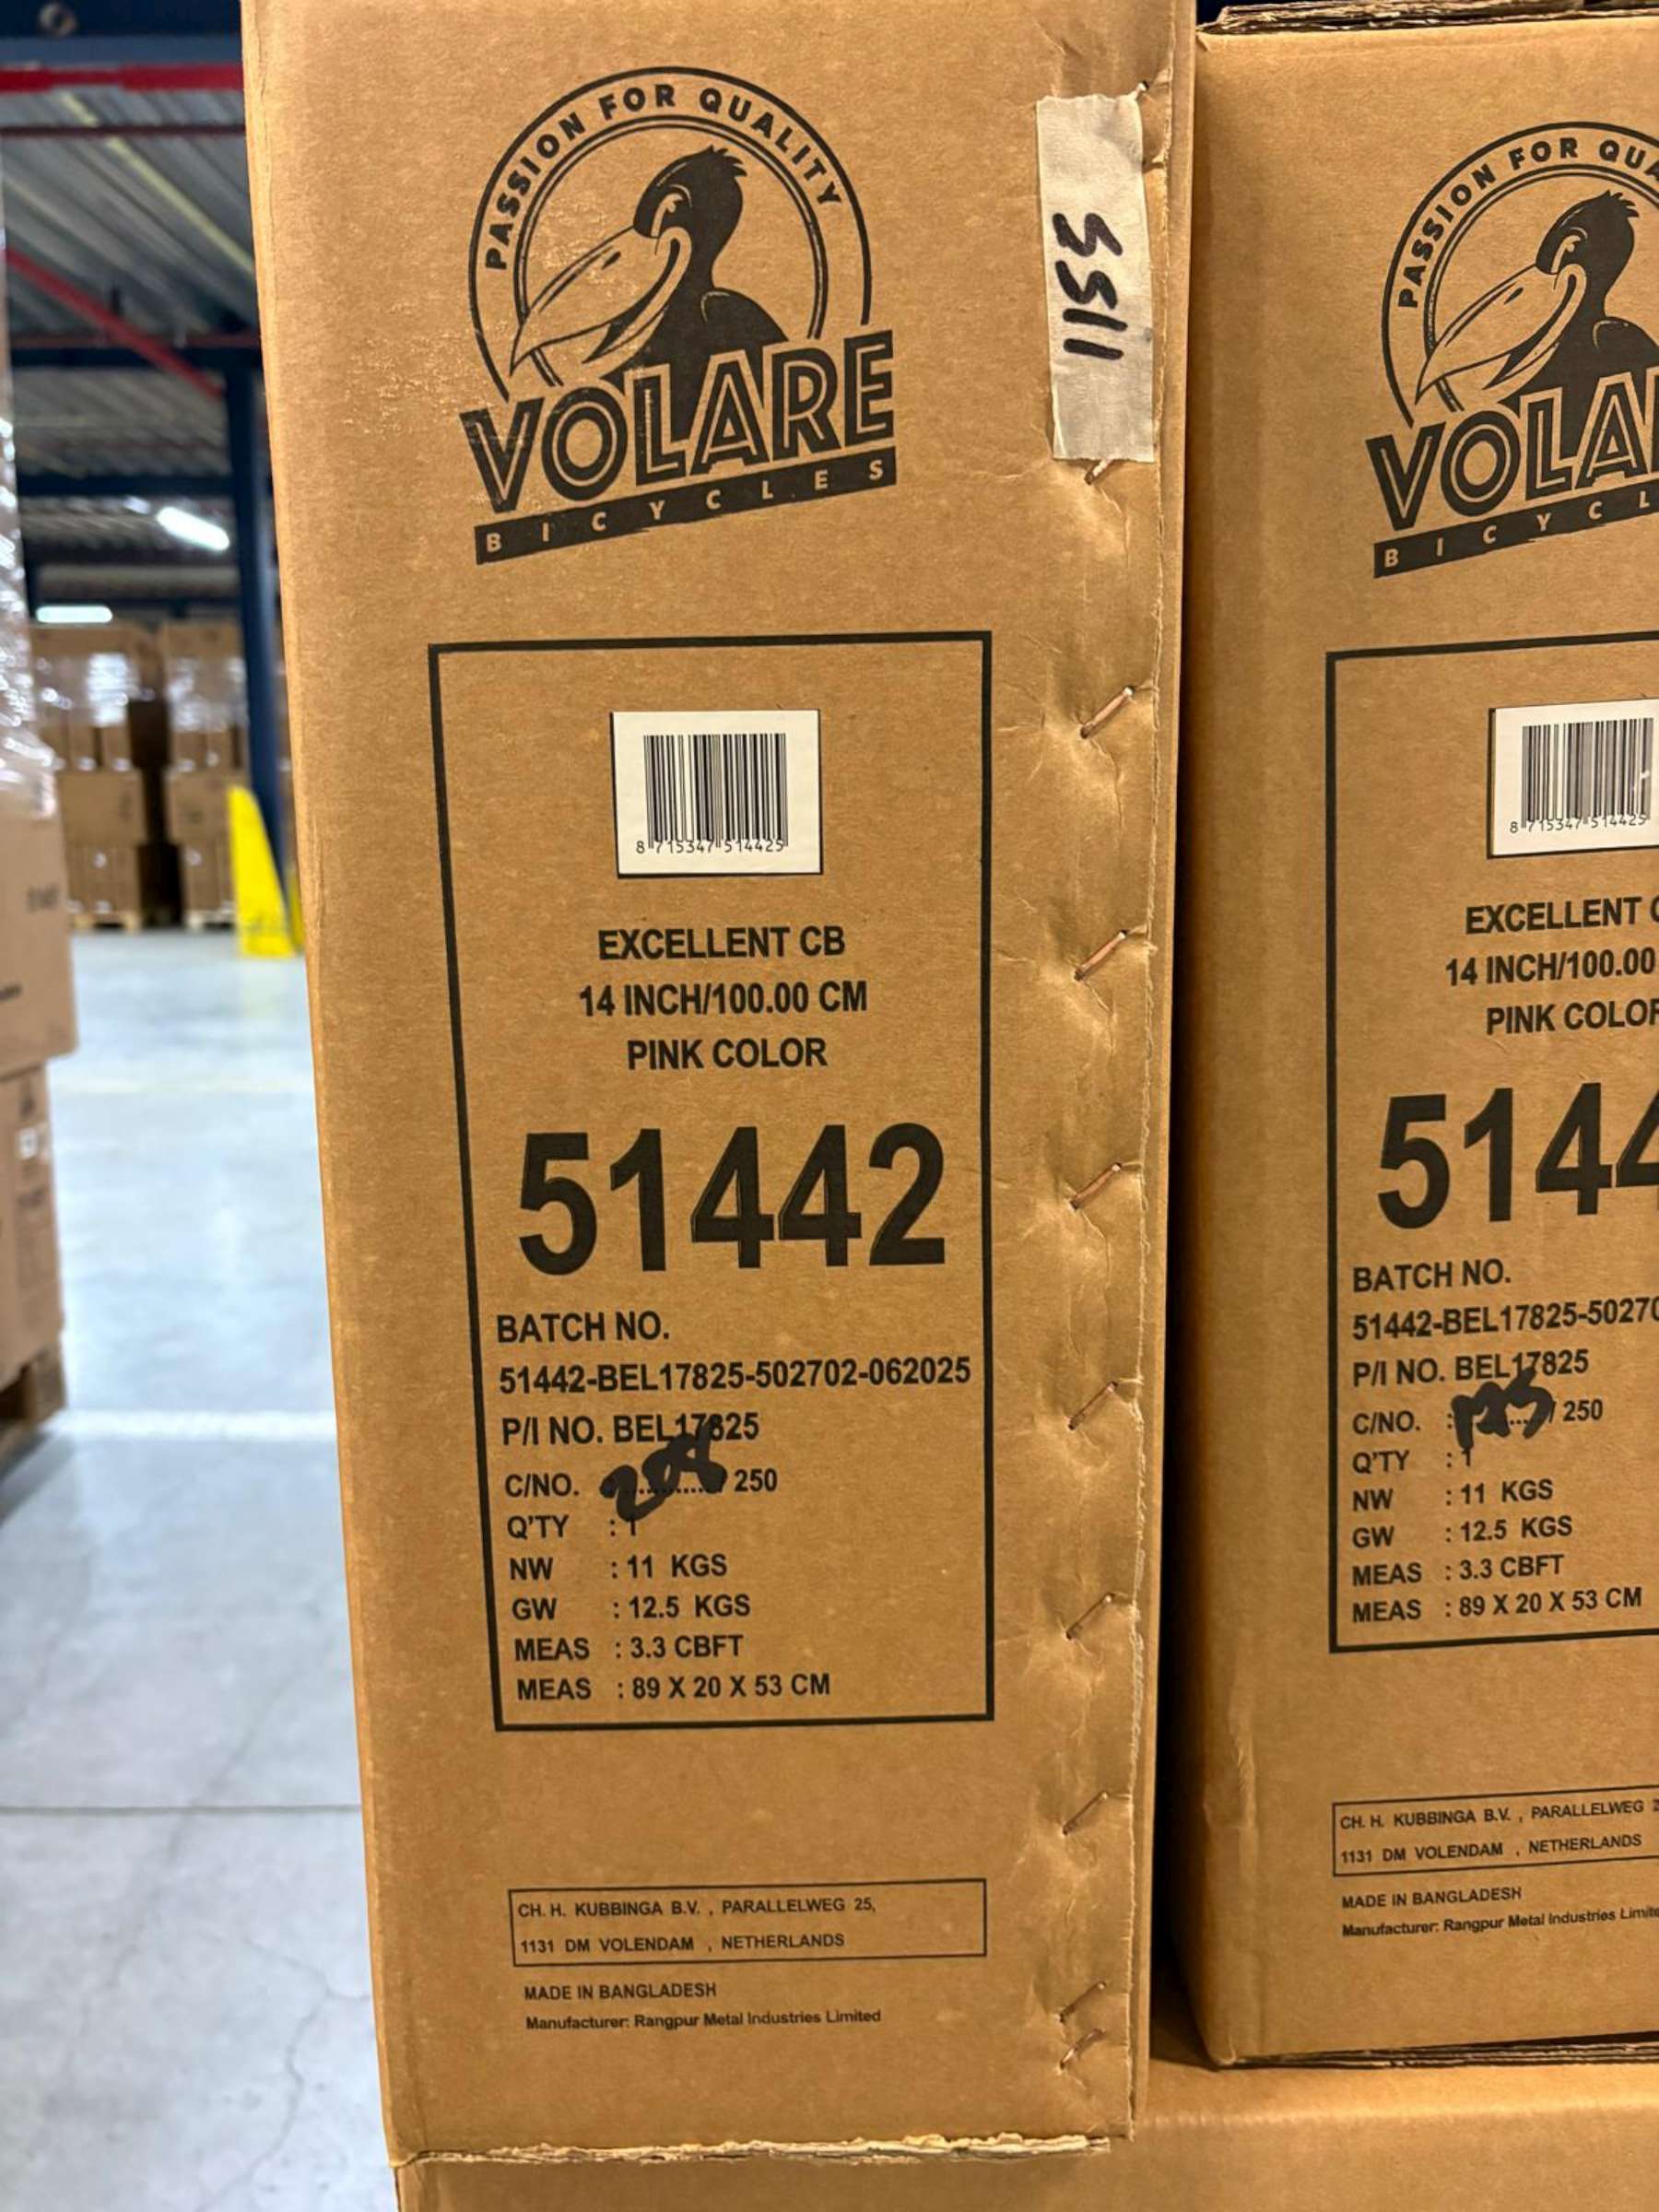 PASSION FOR QUALITY
VOLARE
BICYCLES
1155
8 715347 514425
EXCELLENT CB
14 INCH/100.00 CM
PINK COLOR
51442
BATCH NO.
51442-BEL17825-502702-062025
P/I NO. BEL17825
C/NO. 208 / 250
Q'TY : 1
NW : 11 KGS
GW : 12.5 KGS
MEAS : 3.3 CBFT
MEAS : 89 X 20 X 53 CM
CH. H. KUBBINGA B.V. , PARALLELWEG 25,
1131 DM VOLENDAM , NETHERLANDS
MADE IN BANGLADESH
Manufacturer: Rangpur Metal Industries Limited
PASSION FOR QUA
VOLA
BICYCL
8 715347 514425
EXCELLENT
14 INCH/100.00
PINK COLOR
5144
BATCH NO.
51442-BEL17825-50270
P/I NO. BEL17825
C/NO. : / 250
Q'TY : 1
NW : 11 KGS
GW : 12.5 KGS
MEAS : 3.3 CBFT
MEAS : 89 X 20 X 53 CM
CH. H. KUBBINGA B.V. , PARALLELWEG 2
1131 DM VOLENDAM , NETHERLANDS
MADE IN BANGLADESH
Manufacturer: Rangpur Metal Industries Limite